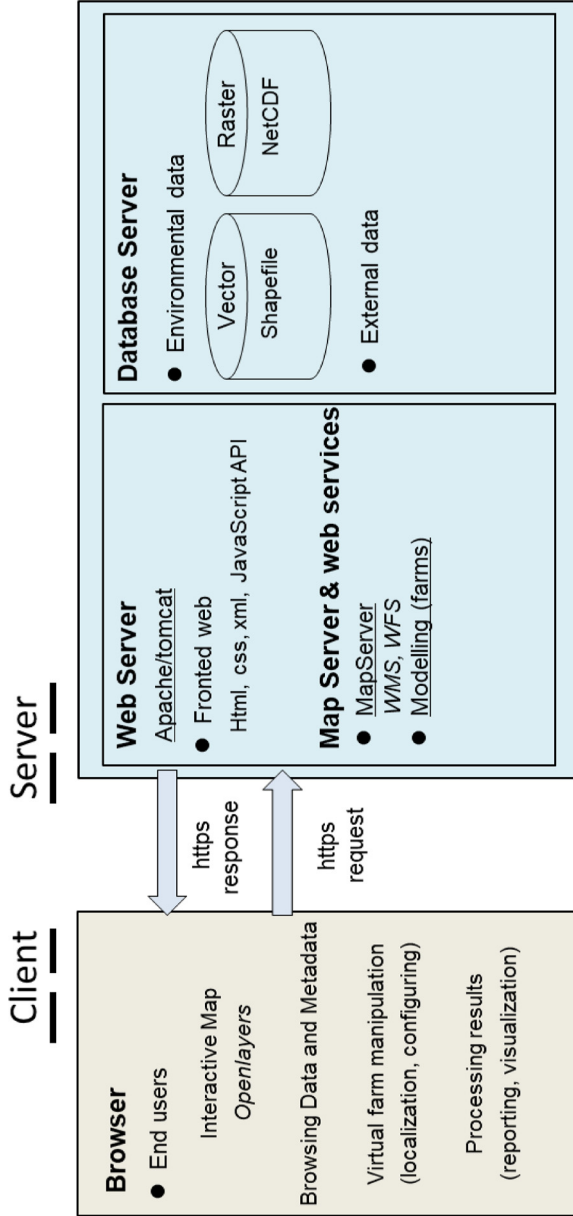 Client
Server
Browser
● End users
Interactive Map
Openlayers
Browsing Data and Metadata
Virtual farm manipulation
(localization, configuring)
Processing results
(reporting, visualization)
https
response
https
request
Web Server
Apache/tomcat
● Fronted web
Html, css, xml, JavaScript API
Map Server & web services
● MapServer
WMS, WFS
● Modelling (farms)
Database Server
● Environmental data
Vector
Shapefile
Raster
NetCDF
● External data